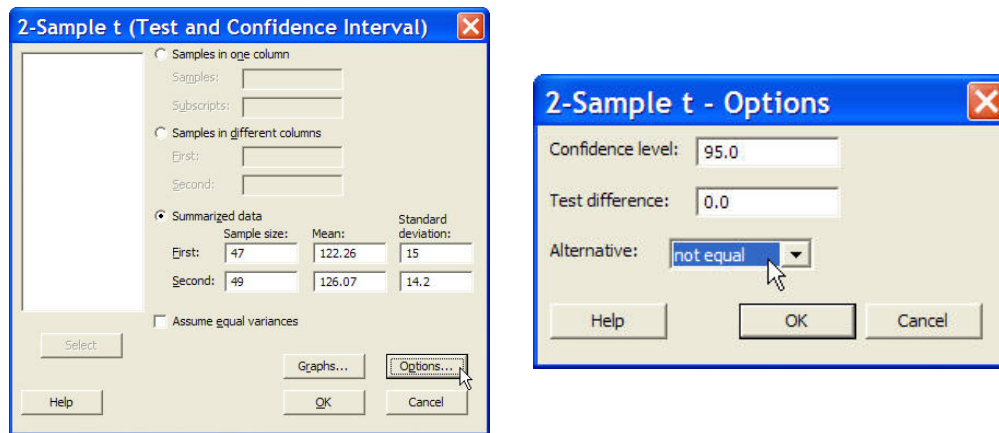 2-Sample t (Test and Confidence Interval)
Samples in one column
Samples:
Subscripts:
Samples in different columns
First:
Second:
Summarized data
Sample size: Mean: Standard deviation:
First: 47 122.26 15
Second: 49 126.07 14.2
Assume equal variances
Select
Graphs... Options...
Help OK Cancel
2-Sample t - Options
Confidence level: 95.0
Test difference: 0.0
Alternative: not equal
Help OK Cancel